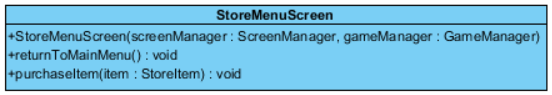 StoreMenuScreen
+StoreMenuScreen(screenManager : ScreenManager, gameManager : GameManager)
+returnToMainMenu() : void
+purchaseItem(item : StoreItem) : void